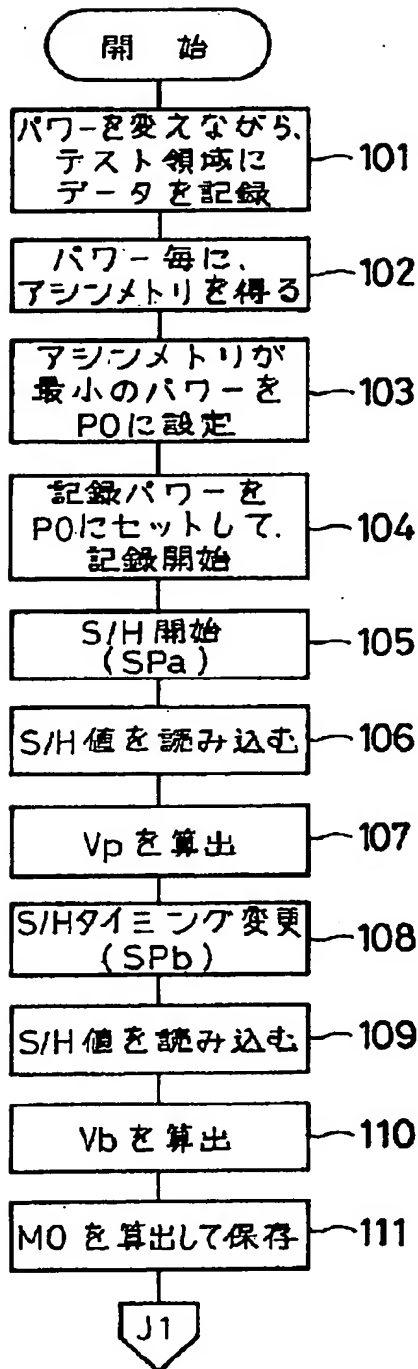 開 始
パワーを変えながら、
テスト領域に
データを記録
101
パワー毎に、
アシンメトリを得る
102
アシンメトリが
最小のパワーを
P0に設定
103
記録パワーを
P0にセットして、
記録開始
104
S/H開始
(SPa)
105
S/H値を読み込む
106
Vpを算出
107
S/Hタイミング変更
(SPb)
108
S/H値を読み込む
109
Vbを算出
110
M0を算出して保存
111
J1